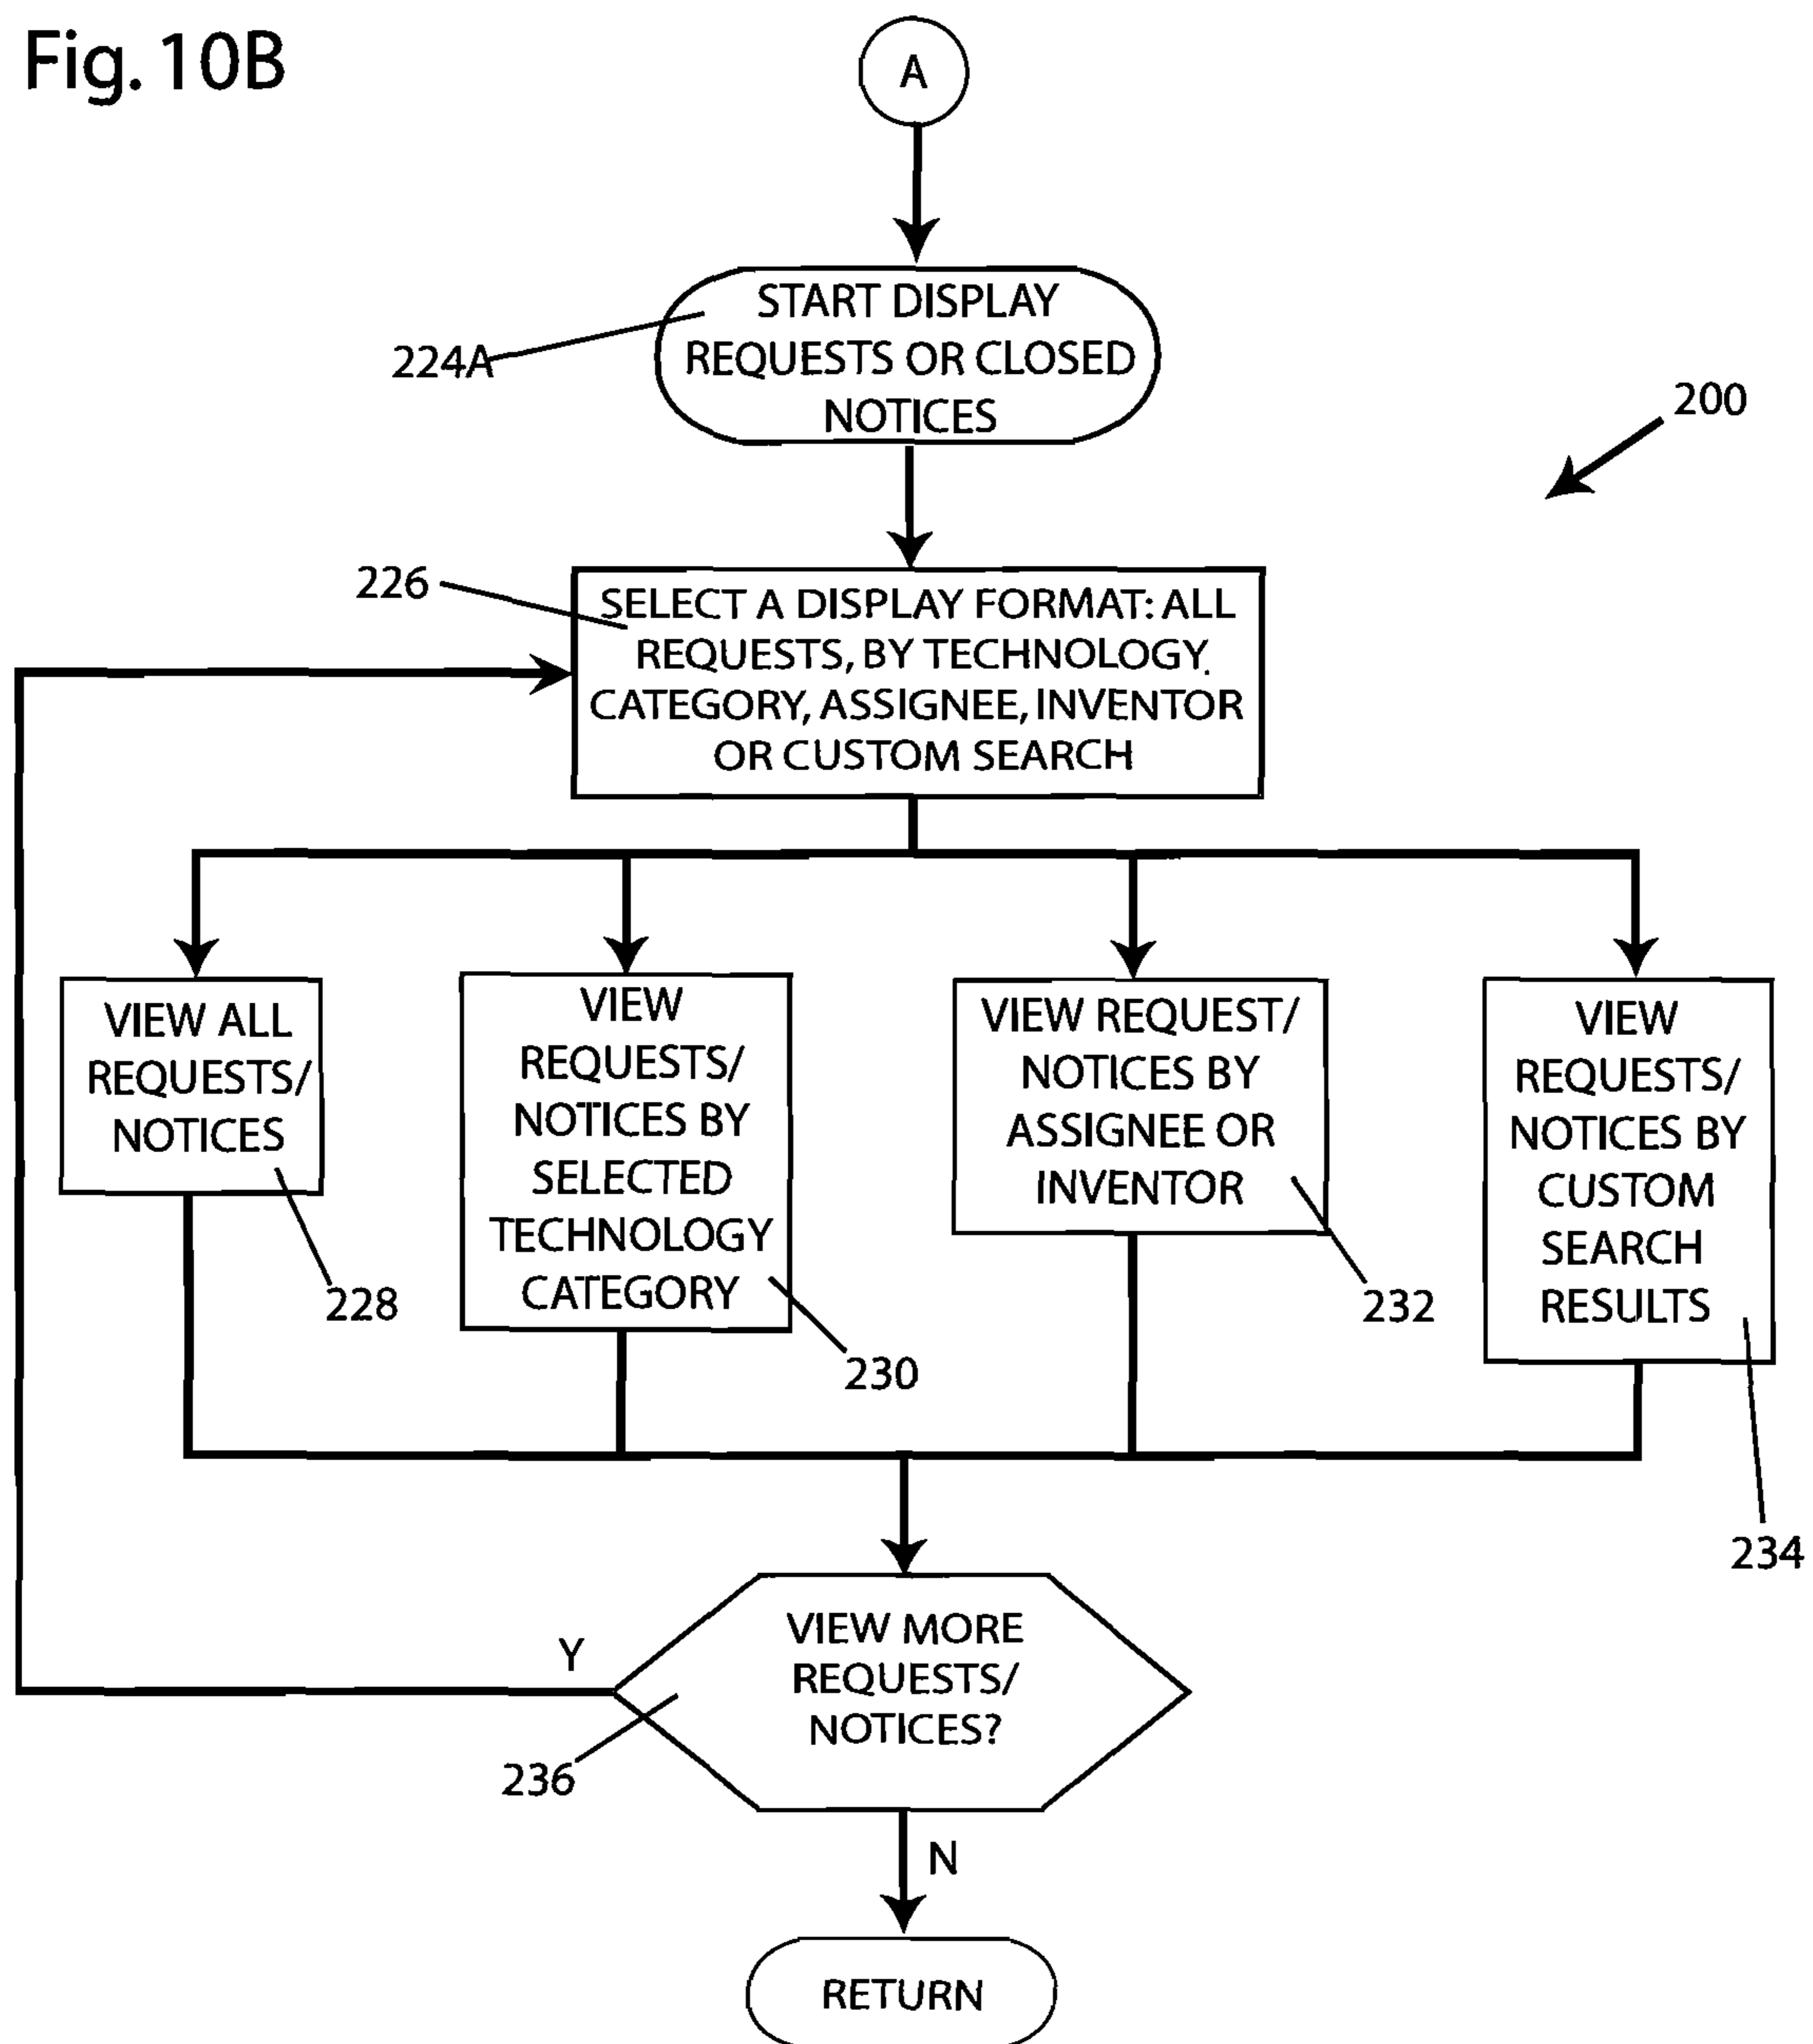 Fig. 10B
A
START DISPLAY
REQUESTS OR CLOSED
NOTICES
224A
200
226
SELECT A DISPLAY FORMAT: ALL
REQUESTS, BY TECHNOLOGY.
CATEGORY, ASSIGNEE, INVENTOR
OR CUSTOM SEARCH
VIEW ALL
REQUESTS/
NOTICES
228
VIEW
REQUESTS/
NOTICES BY
SELECTED
TECHNOLOGY
CATEGORY
230
VIEW REQUEST/
NOTICES BY
ASSIGNEE OR
INVENTOR
232
VIEW
REQUESTS/
NOTICES BY
CUSTOM
SEARCH
RESULTS
234
VIEW MORE
REQUESTS/
NOTICES?
Y
236
N
RETURN